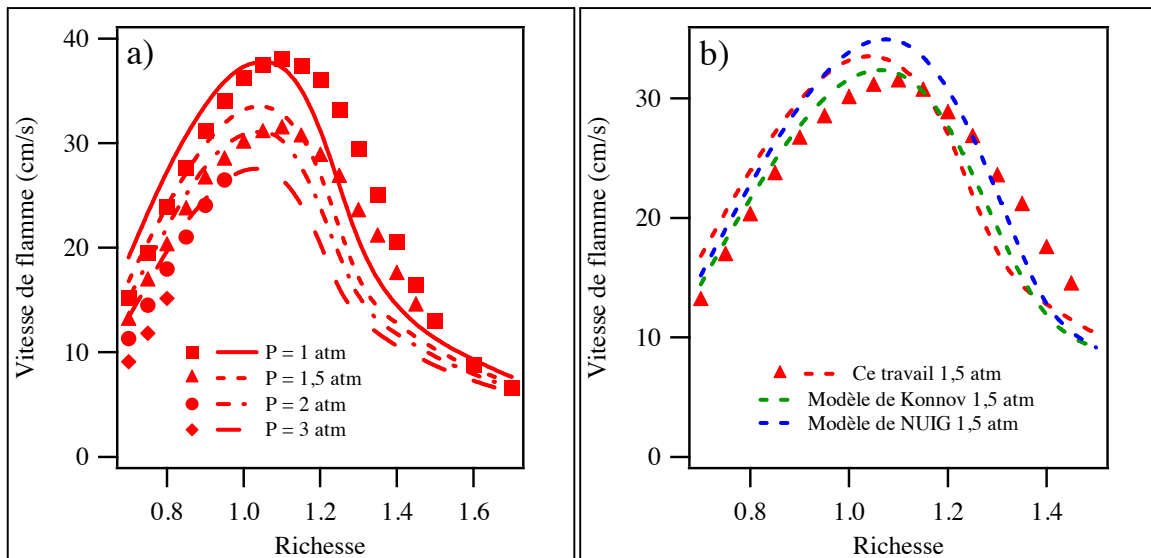 a)
Vitesse de flamme (cm/s)
40
30
20
10
0
P = 1 atm
P = 1,5 atm
P = 2 atm
P = 3 atm
0.8
1.0
1.2
1.4
1.6
Richesse
b)
Vitesse de flamme (cm/s)
30
20
10
0
Ce travail 1,5 atm
Modèle de Konnov 1,5 atm
Modèle de NUIG 1,5 atm
0.8
1.0
1.2
1.4
Richesse